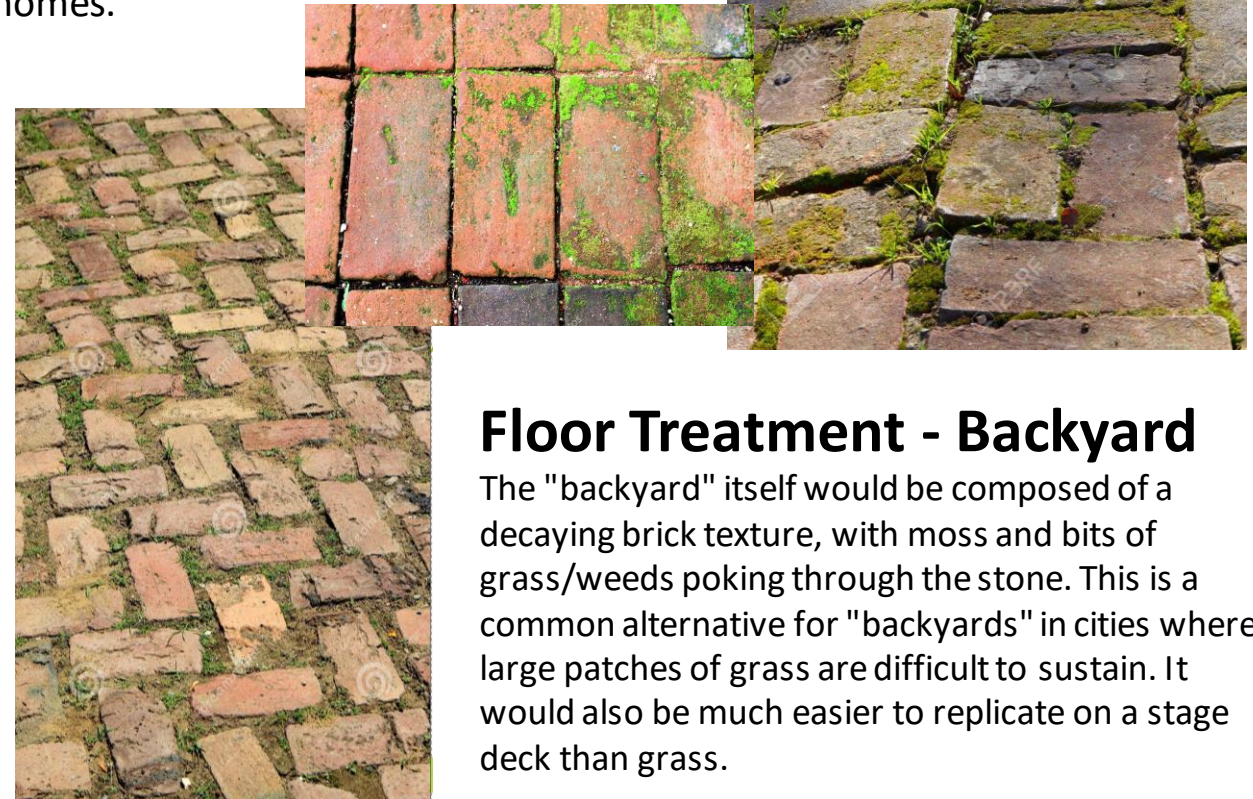 homes.
Floor Treatment - Backyard
The "backyard" itself would be composed of a
decaying brick texture, with moss and bits of
grass/weeds poking through the stone. This is a
common alternative for "backyards" in cities where
large patches of grass are difficult to sustain. It
would also be much easier to replicate on a stage
deck than grass.